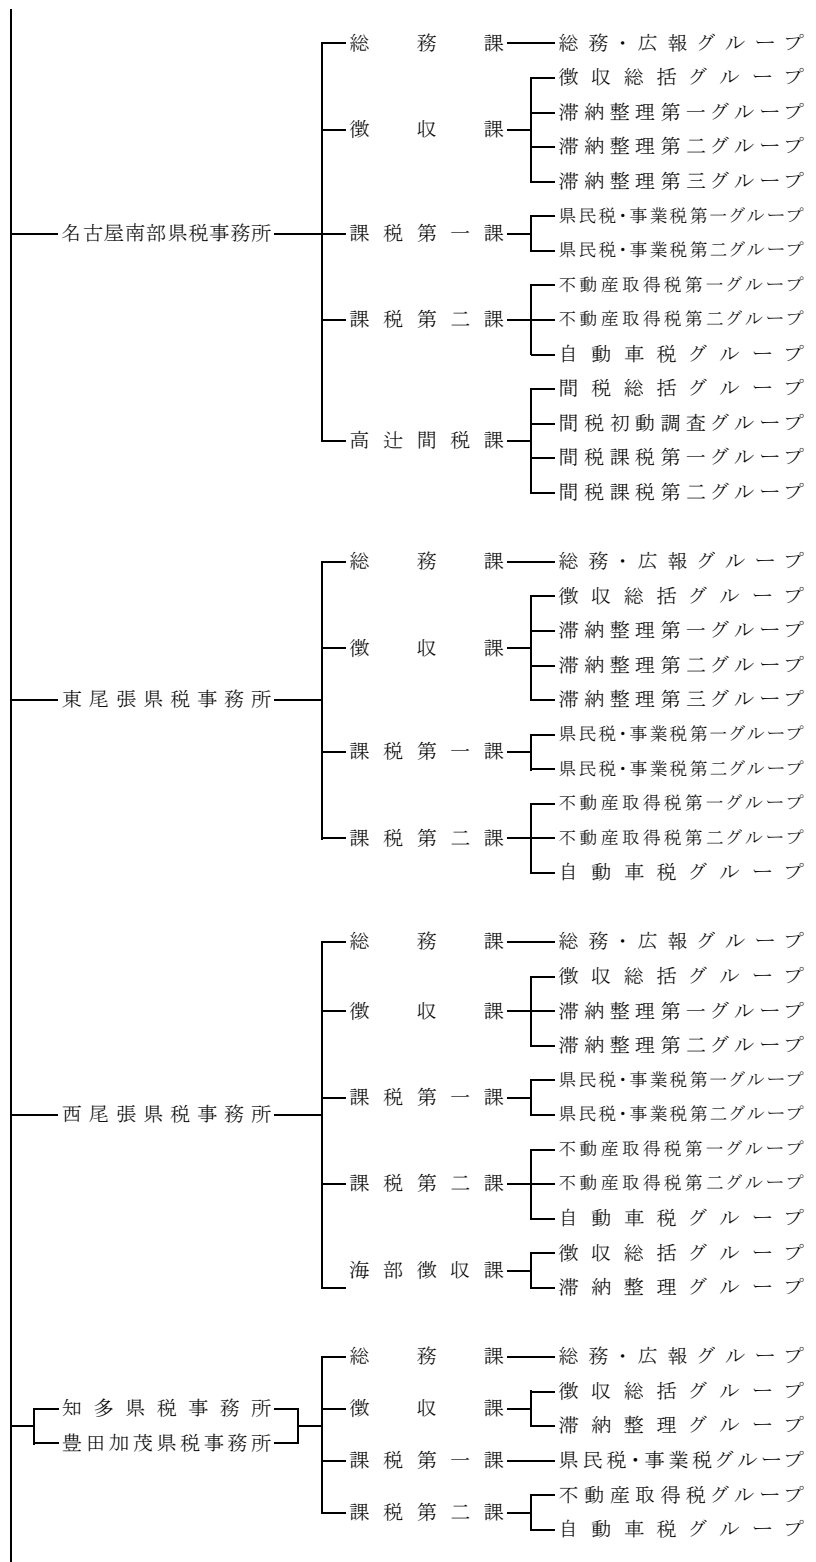 総務課 総務・広報グループ
徴収総括グループ
滞納整理第一グループ
徴収課
滞納整理第二グループ
滞納整理第三グループ
県民税・事業税第一グループ
名古屋南部県税事務所 課税第一課
県民税・事業税第二グループ
不動産取得税第一グループ
課税第二課 不動産取得税第二グループ
自動車税グループ
間税総括グループ
間税初動調査グループ
高辻間税課
間税課税第一グループ
間税課税第二グループ
総務課 総務・広報グループ
徴収総括グループ
滞納整理第一グループ
徴収課
滞納整理第二グループ
東尾張県税事務所 滞納整理第三グループ
県民税・事業税第一グループ
課税第一課
県民税・事業税第二グループ
不動産取得税第一グループ
課税第二課 不動産取得税第二グループ
自動車税グループ
総務課 総務・広報グループ
徴収総括グループ
徴収課 滞納整理第一グループ
滞納整理第二グループ
県民税・事業税第一グループ
課税第一課
西尾張県税事務所 県民税・事業税第二グループ
不動産取得税第一グループ
課税第二課 不動産取得税第二グループ
自動車税グループ
徴収総括グループ
海部徴収課
滞納整理グループ
総務課 総務・広報グループ
徴収総括グループ
知多県税事務所 徴収課
滞納整理グループ
豊田加茂県税事務所
課税第一課 県民税・事業税グループ
不動産取得税グループ
課税第二課
自動車税グループ